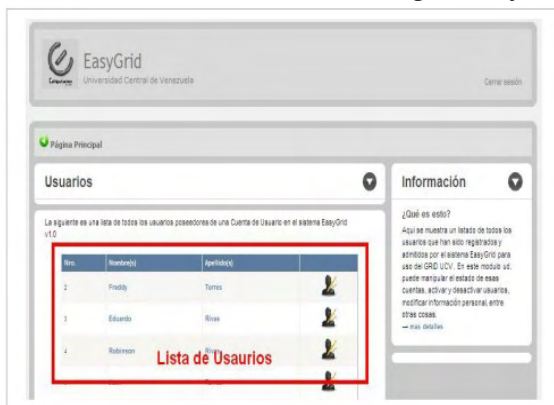 EasyGrid
Universidad Central de Venezuela
Cerrar sesión
Página Principal
Usuarios
La siguiente es una lista de todos los usuarios poseedores de una Cuenta de Usuario en el sistema EasyGrid
v1.0
Nro. Nombre(s) Apellido(s)
2 Freddy Torres
3 Eduardo Rivas
4 Robinson Rivas
Lista de Usaurios
Información
¿Qué es esto?
Aqui se muestra un listado de todos los
usuarios que han sido registrados y
admitidos por el sistema EasyGrid para
uso del GRID UCV. En este modulo ud.
puede manipular el estado de esas
cuentas, activar y desactivar usuarios,
modificar información personal, entre
otras cosas.
→ mas detalles